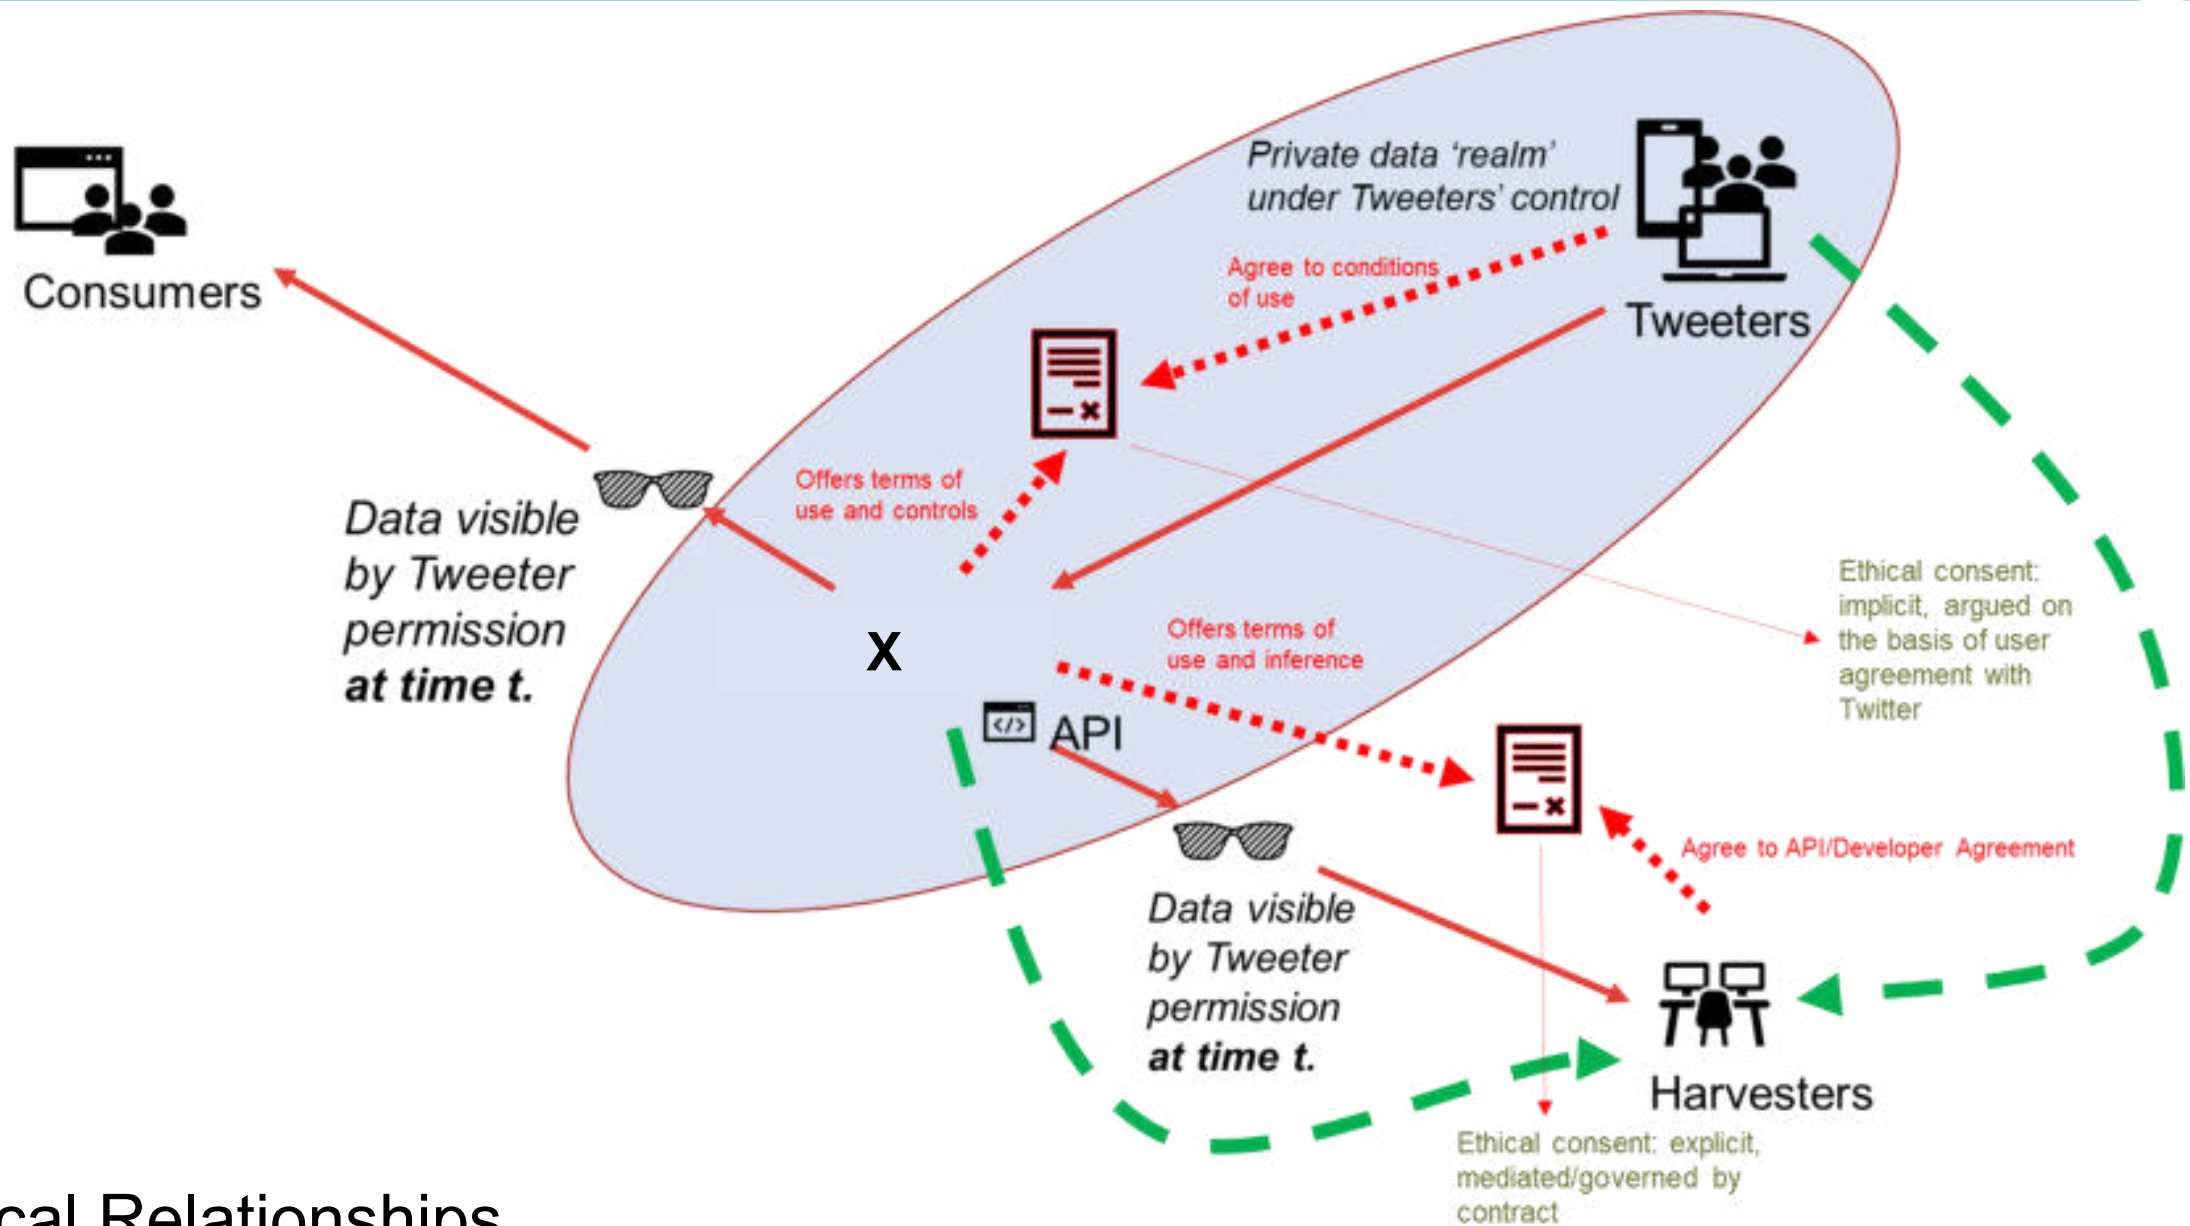 Private data ‘realm’
under Tweeters’ control
Consumers
Agree to conditions
of use
Tweeters
Offers terms of
use and controls
Data visible
by Tweeter
permission
at time t.
Ethical consent:
implicit, argued on
the basis of user
agreement with
Twitter
X
Offers terms of
use and inference
</>
API
Agree to API/Developer Agreement
Data visible
by Tweeter
permission
at time t.
Harvesters
Ethical consent: explicit,
mediated/governed by
contract
Relationships